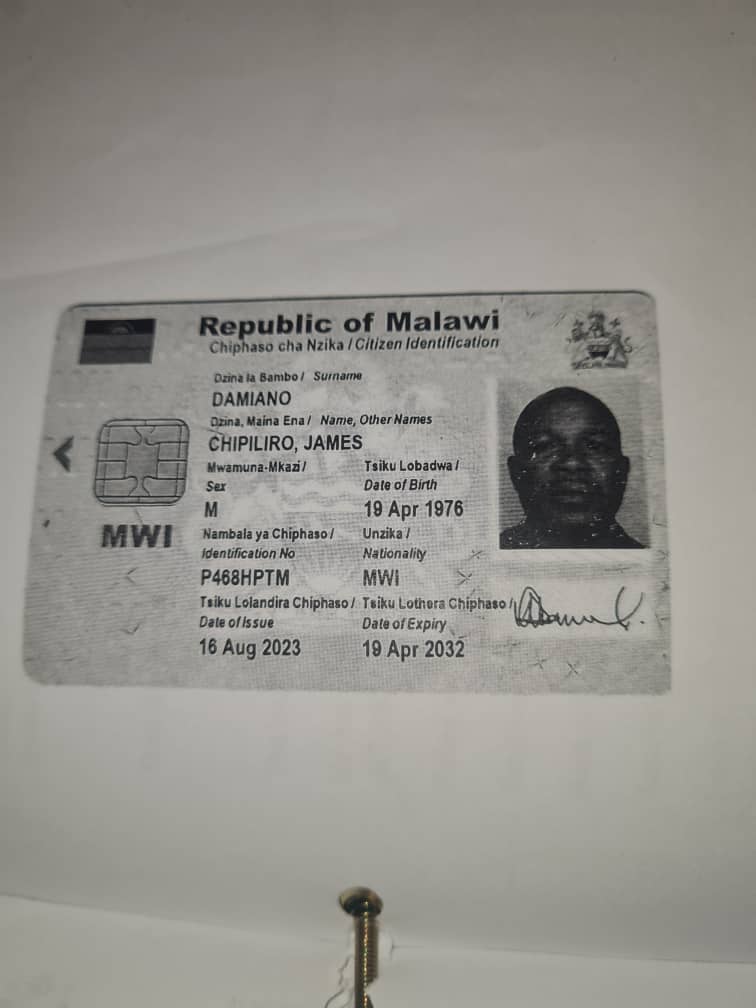 Republic of Malawi
Chiphaso cha Nzika / Citizen Identification
Dzina la Bambo / Surname
DAMIANO
Dzina, Maina Ena / Name, Other Names
CHIPILIRO, JAMES
Mwamuna-Mkazi / Tsiku Lobadwa /
Sex Date of Birth
M 19 Apr 1976
MWI
Nambala ya Chiphaso / Unzika /
Identification No Nationality
P468HPTM MWI
Tsiku Lolandira Chiphaso / Tsiku Lothera Chiphaso /
Date of Issue Date of Expiry
16 Aug 2023 19 Apr 2032